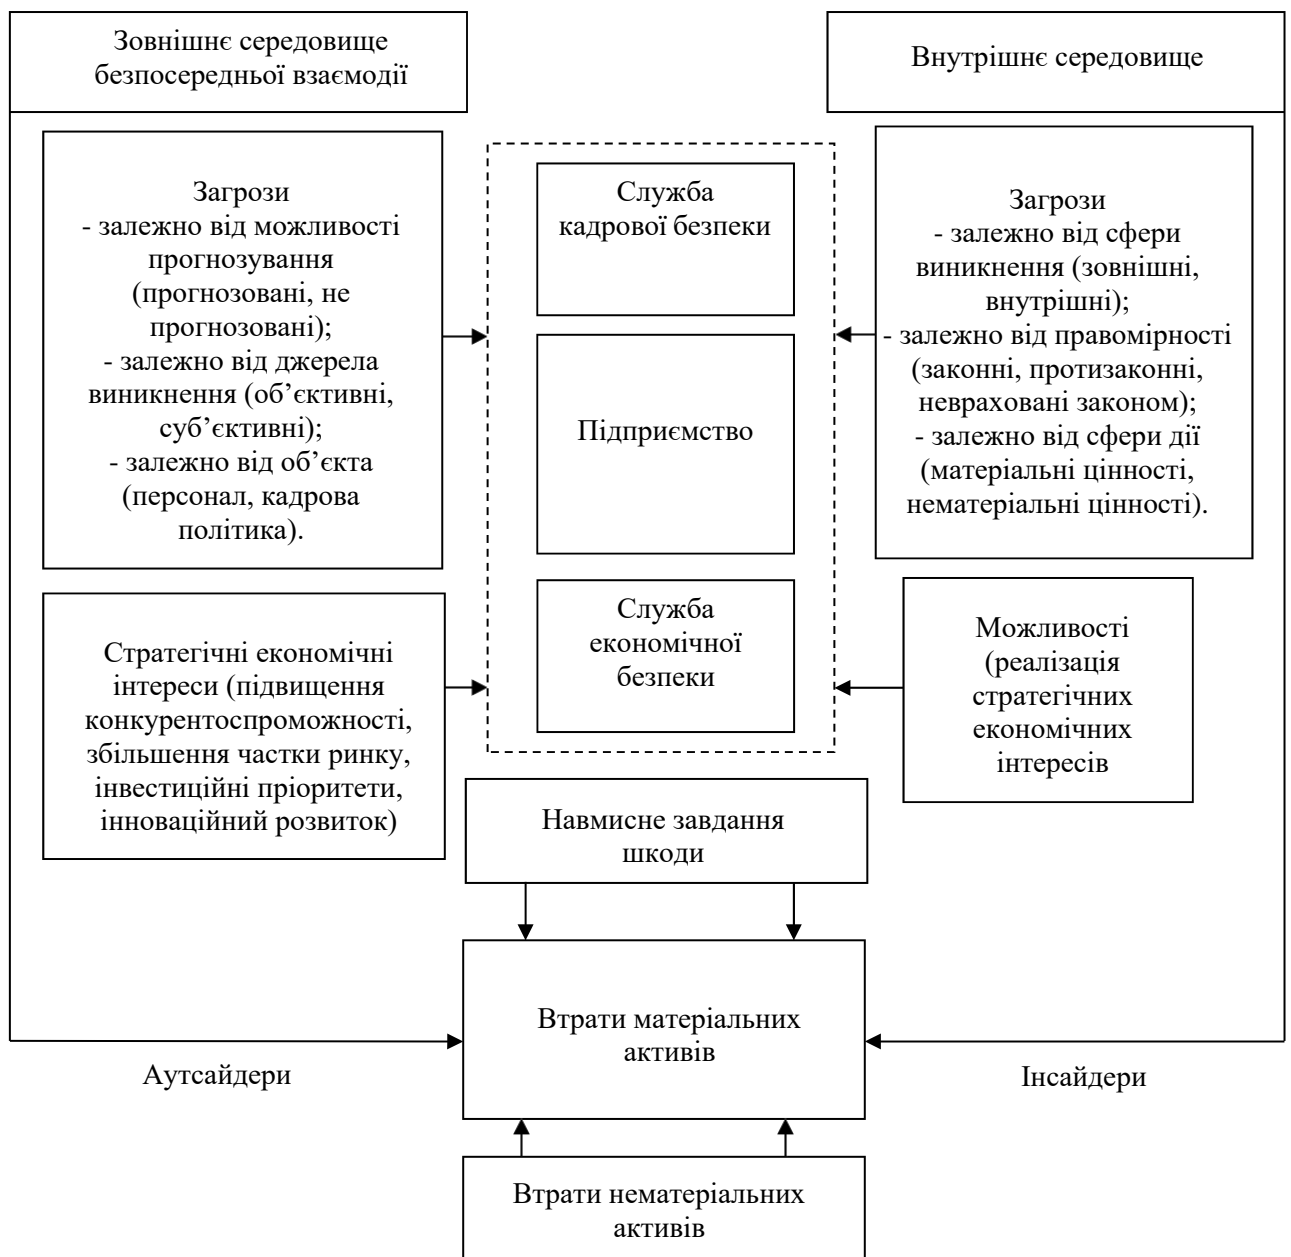 Зовнішнє середовище
безпосередньої взаємодії
Внутрішнє середовище
Загрози
- залежно від можливості
прогнозування
(прогнозовані, не
прогнозовані);
- залежно від джерела
виникнення (об’єктивні,
суб’єктивні);
- залежно від об’єкта
(персонал, кадрова
політика).
Служба
кадрової безпеки
Підприємство
Служба
економічної
безпеки
Загрози
- залежно від сфери
виникнення (зовнішні,
внутрішні);
- залежно від правомірності
(законні, протизаконні,
невраховані законом);
- залежно від сфери дії
(матеріальні цінності,
нематеріальні цінності).
Стратегічні економічні
інтереси (підвищення
конкурентоспроможності,
збільшення частки ринку,
інвестиційні пріоритети,
інноваційний розвиток)
Можливості
(реалізація
стратегічних
економічних
інтересів
Навмисне завдання
шкоди
Втрати матеріальних
активів
Аутсайдери
Інсайдери
Втрати нематеріальних
активів